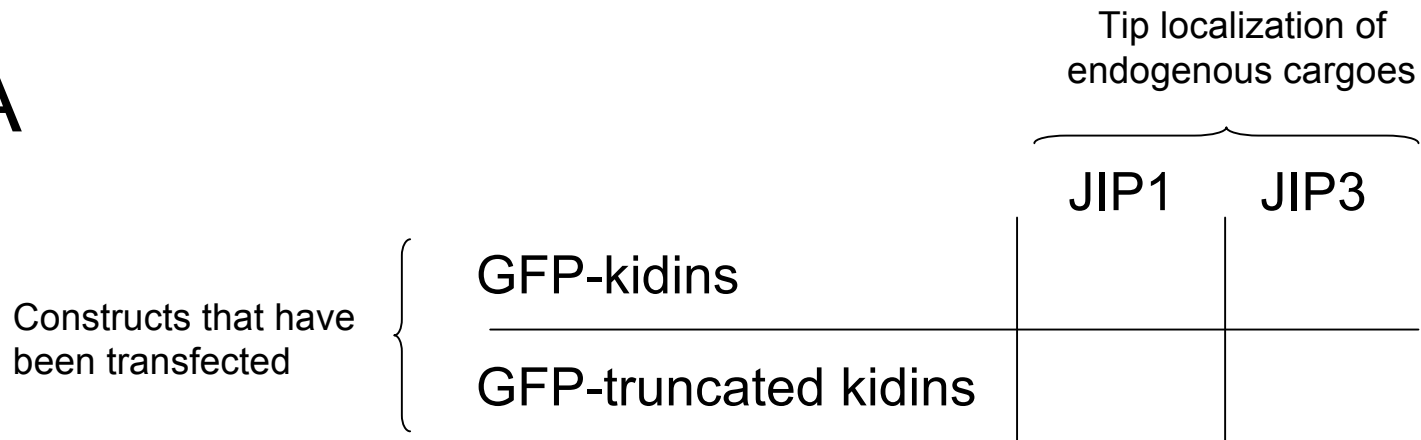 Tip localization of
endogenous cargoes
A
JIP1 JIP3
GFP-kidins
Constructs that have
been transfected
GFP-truncated kidins